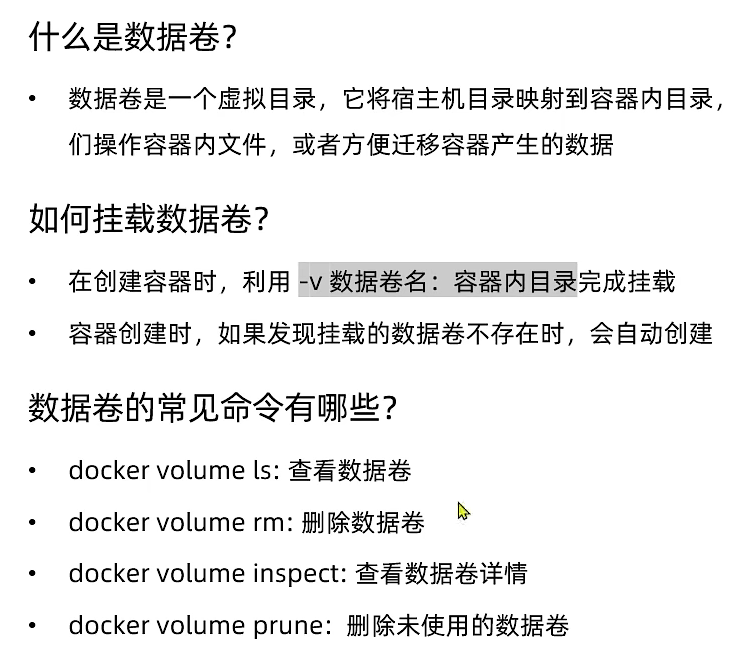 什么是数据卷？
• 数据卷是一个虚拟目录，它将宿主机目录映射到容器内目录，
们操作容器内文件，或者方便迁移容器产生的数据
如何挂载数据卷？
• 在创建容器时，利用 -v 数据卷名：容器内目录完成挂载
• 容器创建时，如果发现挂载的数据卷不存在时，会自动创建
数据卷的常见命令有哪些？
• docker volume ls: 查看数据卷
• docker volume rm: 删除数据卷
• docker volume inspect: 查看数据卷详情
• docker volume prune: 删除未使用的数据卷